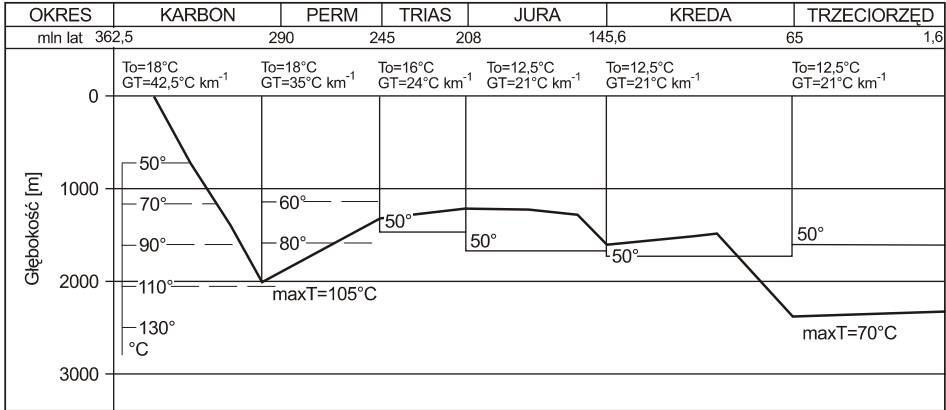 OKRES KARBON PERM TRIAS JURA KREDA TRZECIORZĘD
mln lat 362,5 290 245 208 145,6 65 1,6
To=18°C To=18°C To=16°C To=12,5°C To=12,5°C To=12,5°C
GT=42,5°C km⁻¹ GT=35°C km⁻¹ GT=24°C km⁻¹ GT=21°C km⁻¹ GT=21°C km⁻¹ GT=21°C km⁻¹
0
50°
1000
70° 60° 50°
90° 80° 50° 50° 50°
2000
110° maxT=105°C
130° maxT=70°C
°C
3000
Głębokość [m]